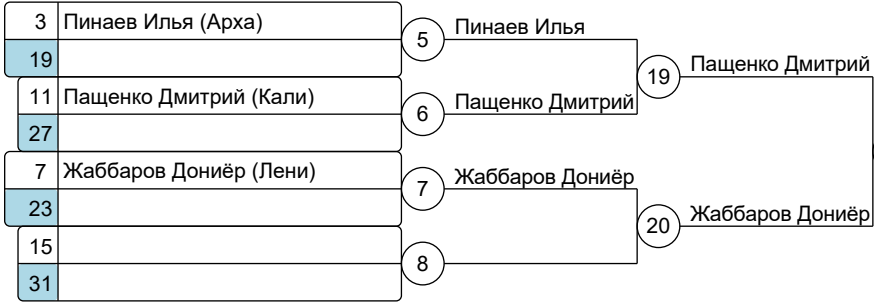 3 Пинаев Илья (Арха)
19
5 Пинаев Илья
11 Пащенко Дмитрий (Кали)
27
6 Пащенко Дмитрий
19 Пащенко Дмитрий
7 Жаббаров Дониёр (Лени)
23
7 Жаббаров Дониёр
15
31
8
20 Жаббаров Дониёр